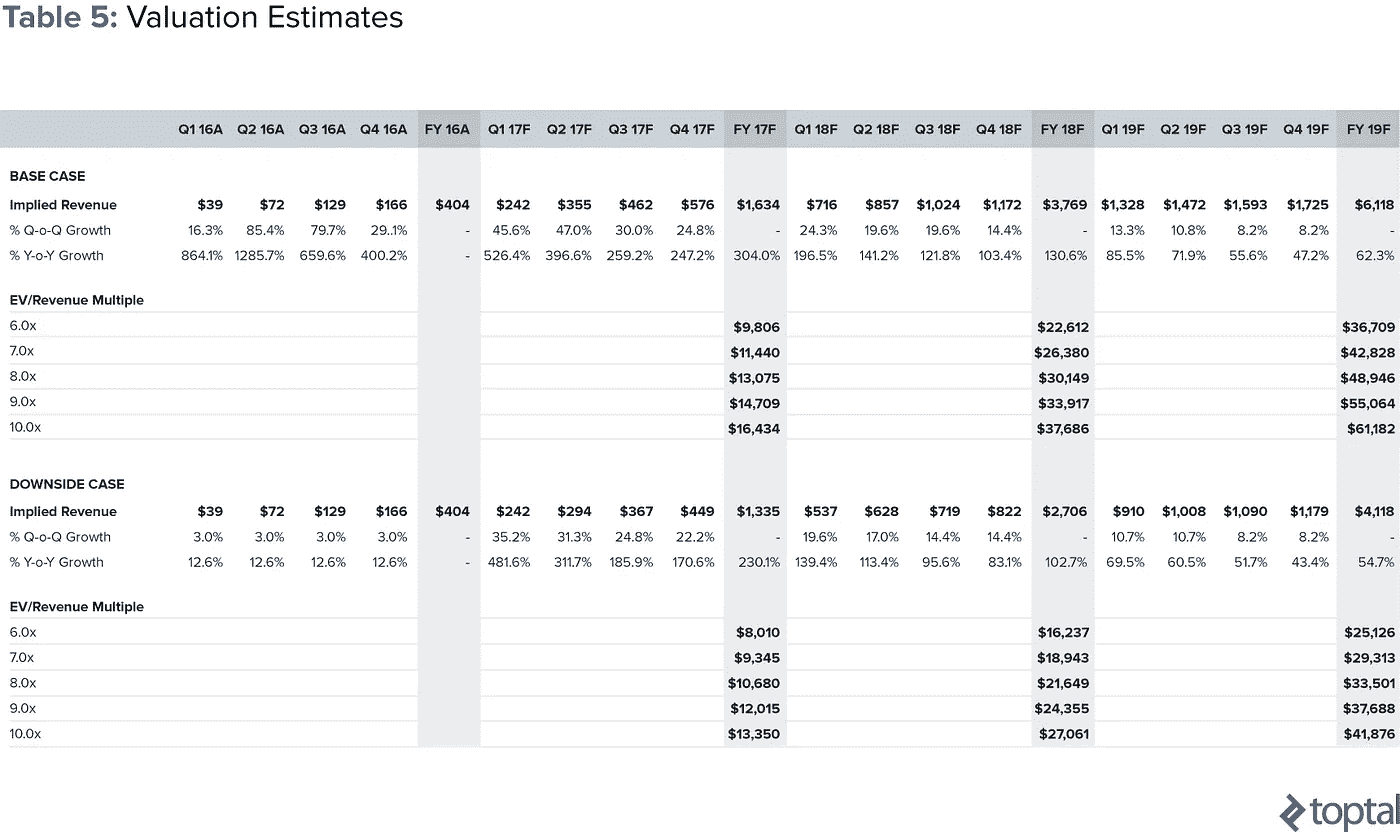 Table 5: Valuation Estimates
Q1 16A Q2 16A Q3 16A Q4 16A FY 16A Q1 17F Q2 17F Q3 17F Q4 17F FY 17F Q1 18F Q2 18F Q3 18F Q4 18F FY 18F Q1 19F Q2 19F Q3 19F Q4 19F FY 19F
BASE CASE
Implied Revenue $39 $72 $129 $166 $404 $242 $355 $462 $576 $1,634 $716 $857 $1,024 $1,172 $3,769 $1,328 $1,472 $1,593 $1,725 $6,118
% Q-o-Q Growth 16.3% 85.4% 79.7% 29.1% - 45.6% 47.0% 30.0% 24.8% - 24.3% 19.6% 19.6% 14.4% - 13.3% 10.8% 8.2% 8.2% -
% Y-o-Y Growth 864.1% 1285.7% 659.6% 400.2% - 526.4% 396.6% 259.2% 247.2% 304.0% 196.5% 141.2% 121.8% 103.4% 130.6% 85.5% 71.9% 55.6% 47.2% 62.3%
EV/Revenue Multiple
6.0x $9,806 $22,612 $36,709
7.0x $11,440 $26,380 $42,828
8.0x $13,075 $30,149 $48,946
9.0x $14,709 $33,917 $55,064
10.0x $16,434 $37,686 $61,182
DOWNSIDE CASE
Implied Revenue $39 $72 $129 $166 $404 $242 $294 $367 $449 $1,335 $537 $628 $719 $822 $2,706 $910 $1,008 $1,090 $1,179 $4,118
% Q-o-Q Growth 3.0% 3.0% 3.0% 3.0% - 35.2% 31.3% 24.8% 22.2% - 19.6% 17.0% 14.4% 14.4% - 10.7% 10.7% 8.2% 8.2% -
% Y-o-Y Growth 12.6% 12.6% 12.6% 12.6% - 481.6% 311.7% 185.9% 170.6% 230.1% 139.4% 113.4% 95.6% 83.1% 102.7% 69.5% 60.5% 51.7% 43.4% 54.7%
EV/Revenue Multiple
6.0x $8,010 $16,237 $25,126
7.0x $9,345 $18,943 $29,313
8.0x $10,680 $21,649 $33,501
9.0x $12,015 $24,355 $37,688
10.0x $13,350 $27,061 $41,876
toptal